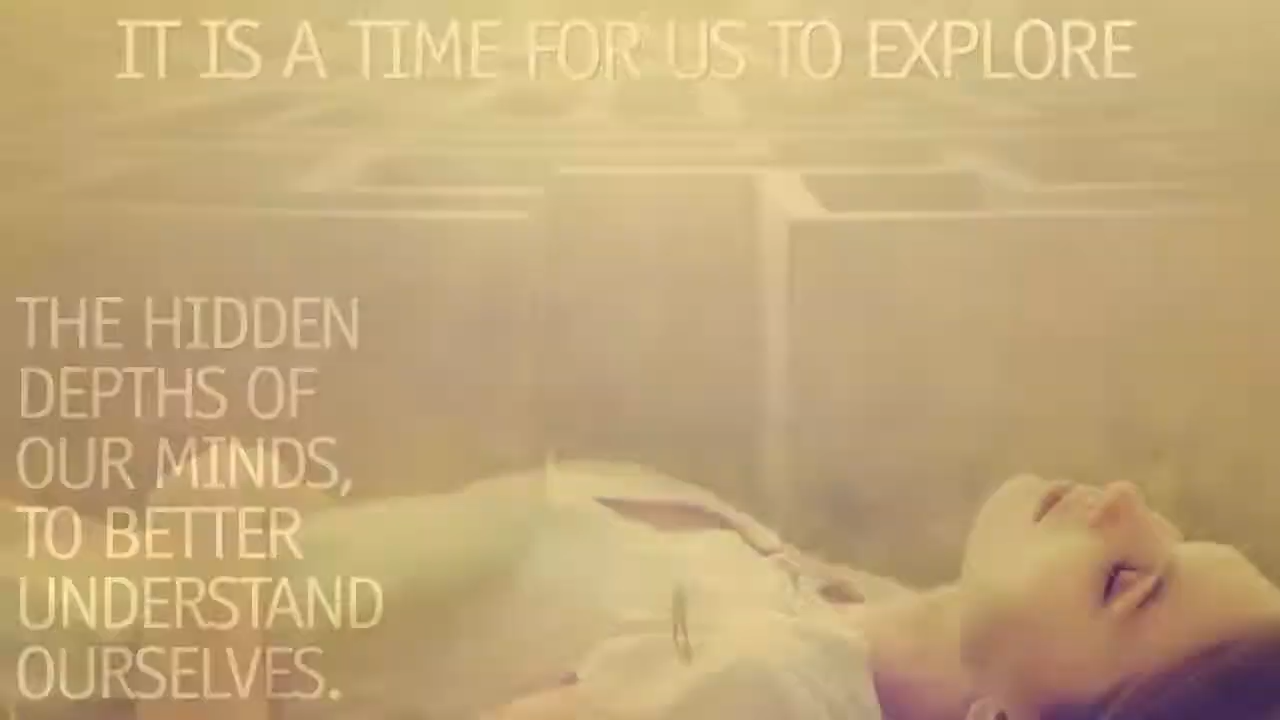 IT IS A TIME FOR US TO EXPLORE
THE HIDDEN
DEPTHS OF
OUR MINDS,
TO BETTER
UNDERSTAND
OURSELVES.